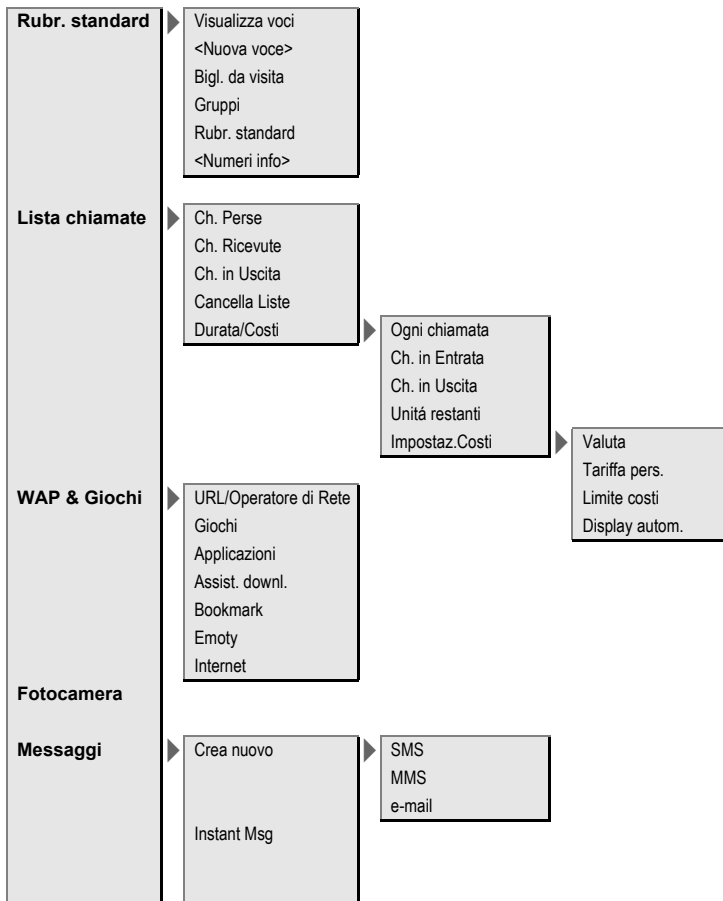 Rubr. standard
Visualizza voci
<Nuova voce>
Bigl. da visita
Gruppi
Rubr. standard
<Numeri info>
Lista chiamate
Ch. Perse
Ch. Ricevute
Ch. in Uscita
Cancella Liste
Durata/Costi
Ogni chiamata
Ch. in Entrata
Ch. in Uscita
Unitá restanti
Impostaz.Costi
Valuta
Tariffa pers.
Limite costi
Display autom.
WAP & Giochi
URL/Operatore di Rete
Giochi
Applicazioni
Assist. downl.
Bookmark
Emoty
Internet
Fotocamera
Messaggi
Crea nuovo
SMS
MMS
e-mail
Instant Msg